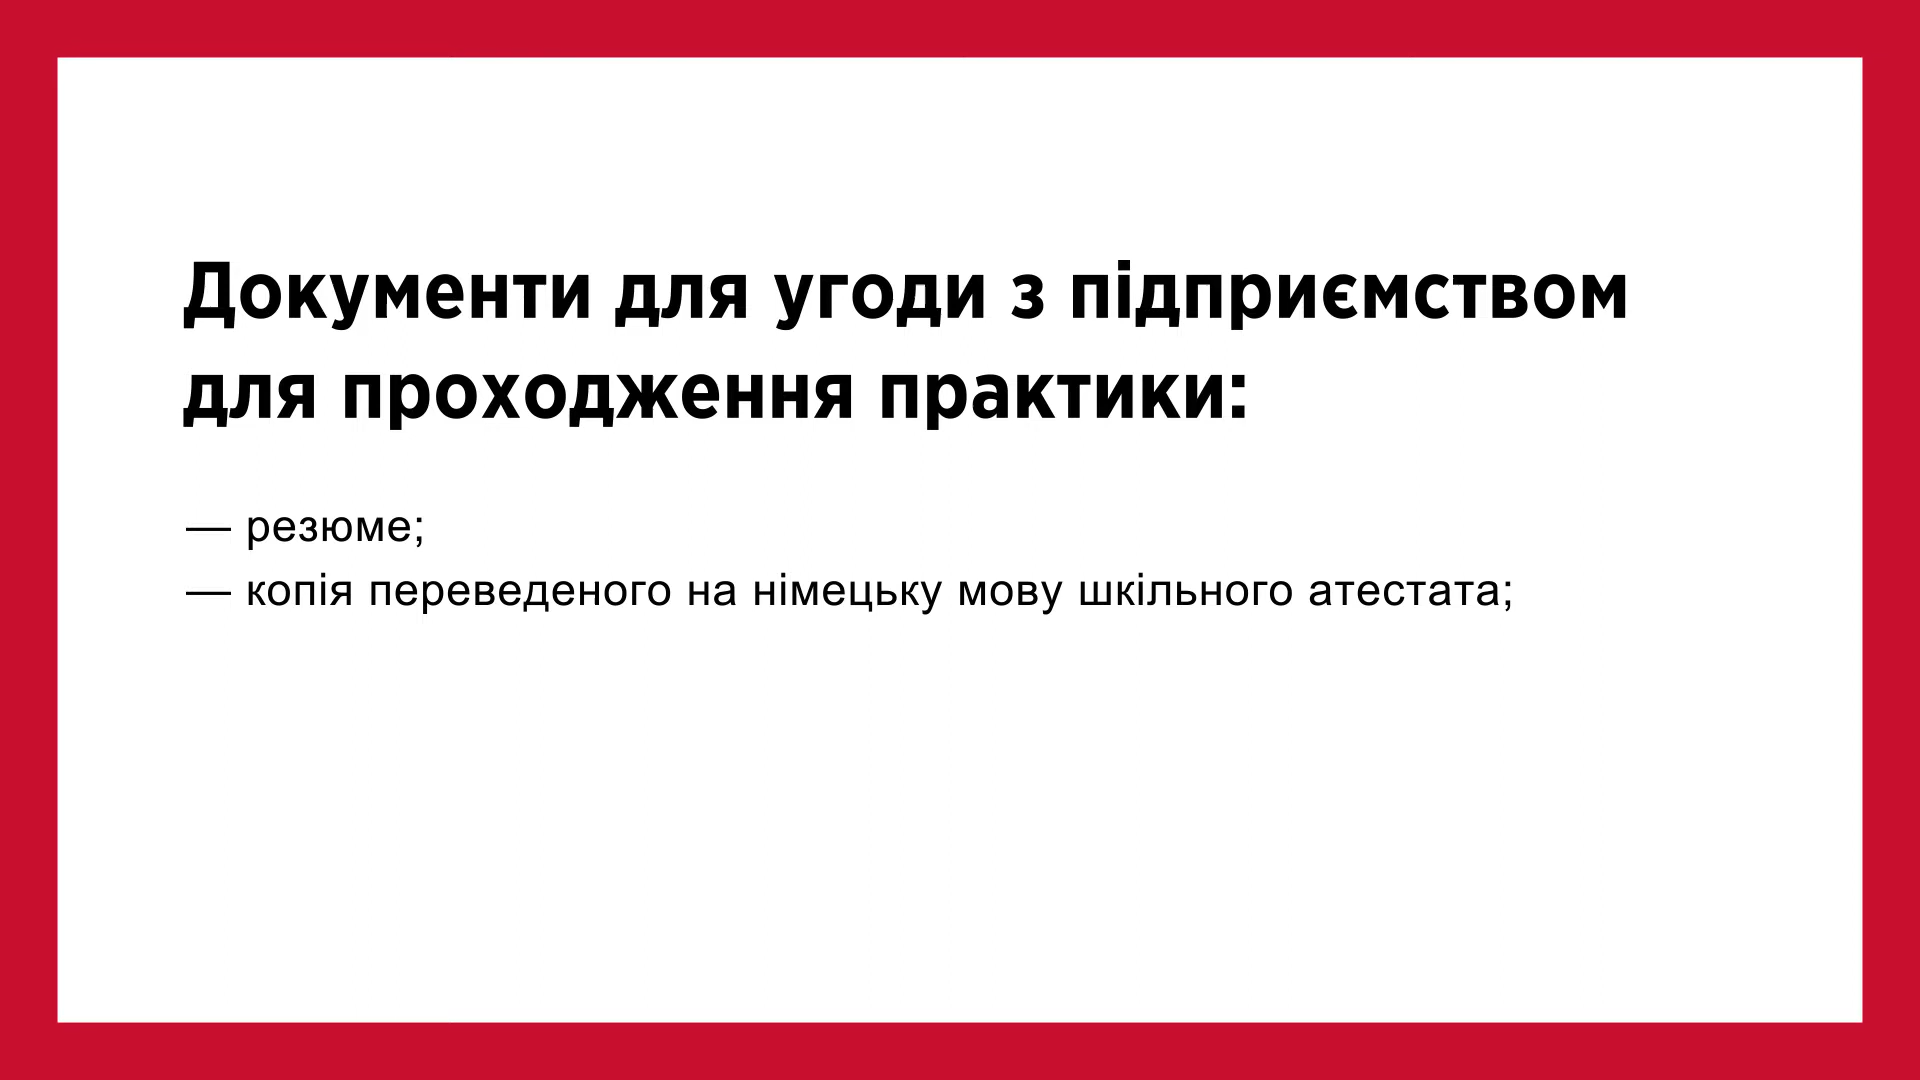 Документи для угоди з підприємством
для проходження практики:
— резюме;
— копія переведеного на німецьку мову шкільного атестата;